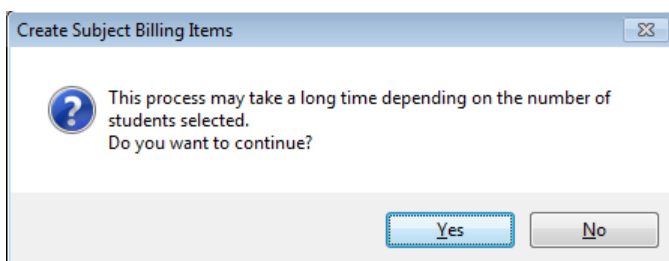 Create Subject Billing Items
This process may take a long time depending on the number of
students selected.
Do you want to continue?
Yes
No